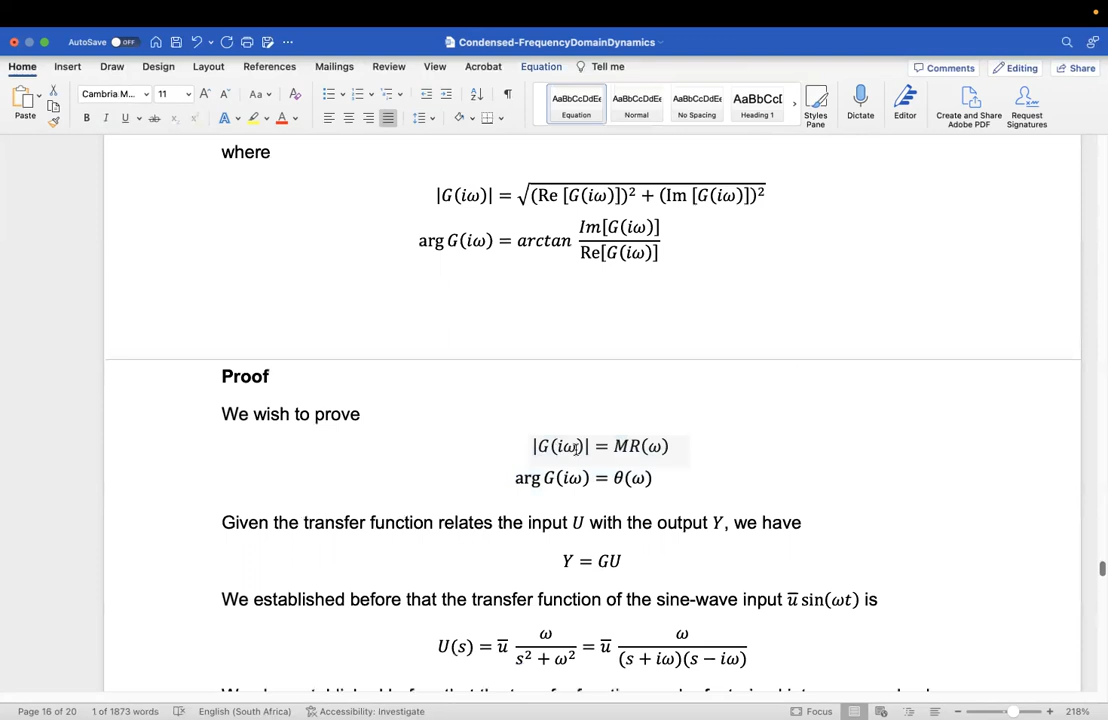 AutoSave OFF
Condensed-FrequencyDomainDynamics
Home Insert Draw Design Layout References Mailings Review View Acrobat Equation Tell me Comments Editing Share
Paste
Cambria M... 11
AaBbCcDdEe Equation
AaBbCcDdEe Normal
AaBbCcDdEe No Spacing
AaBbCcD Heading 1
Styles Pane
Dictate
Editor
Create and Share Adobe PDF
Request Signatures
where
|G(iω)| = √(Re [G(iω)])² + (Im [G(iω)])²
arg G(iω) = arctan Im[G(iω)] / Re[G(iω)]
Proof
We wish to prove
|G(iω)| = MR(ω)
arg G(iω) = θ(ω)
Given the transfer function relates the input U with the output Y, we have
Y = GU
We established before that the transfer function of the sine-wave input u̅ sin(ωt) is
U(s) = u̅ ω / s² + ω² = u̅ ω / (s + iω)(s − iω)
Page 16 of 20 1 of 1873 words English (South Africa) Accessibility: Investigate Focus 218%